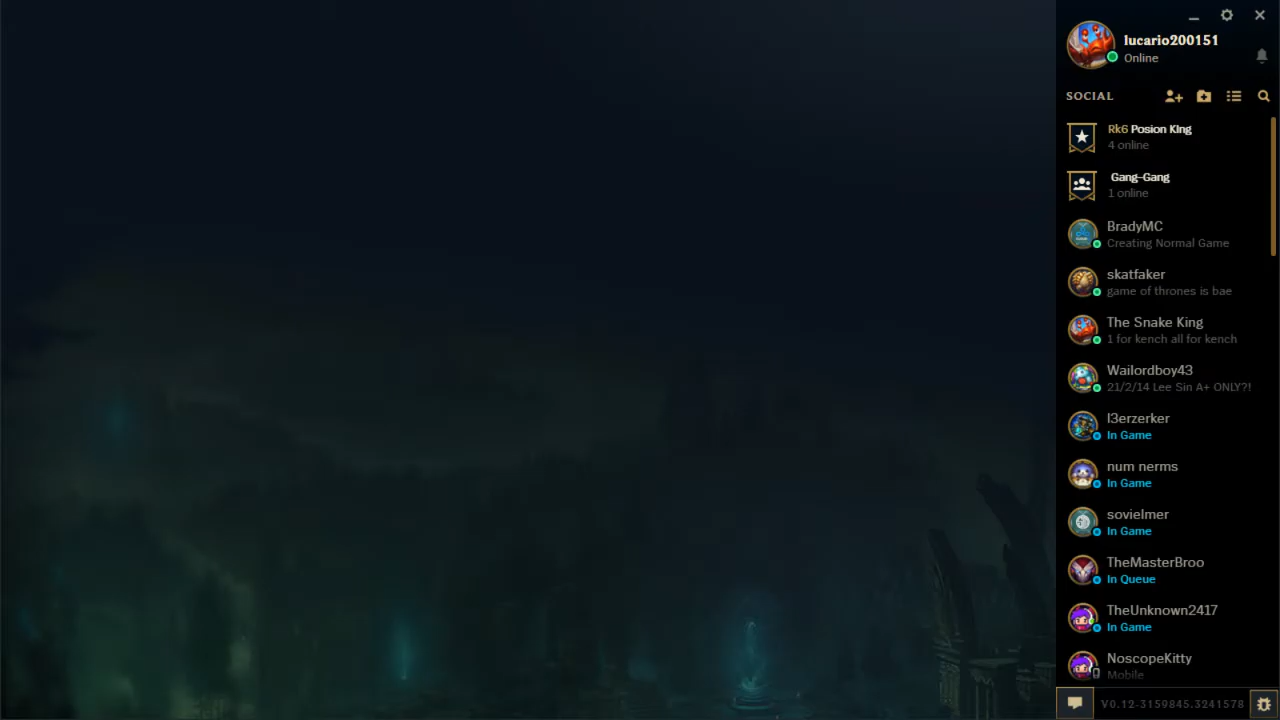 lucario200151
Online
SOCIAL
Rk6 Posion KIng
4 online
Gang-Gang
1 online
BradyMC
Creating Normal Game
skatfaker
game of thrones is bae
The Snake King
1 for kench all for kench
Wailordboy43
21/2/14 Lee Sin A+ ONLY?!
l3erzerker
In Game
num nerms
In Game
sovielmer
In Game
TheMasterBroo
In Queue
TheUnknown2417
In Game
NoscopeKitty
Mobile
V0.12-3159845.3241578